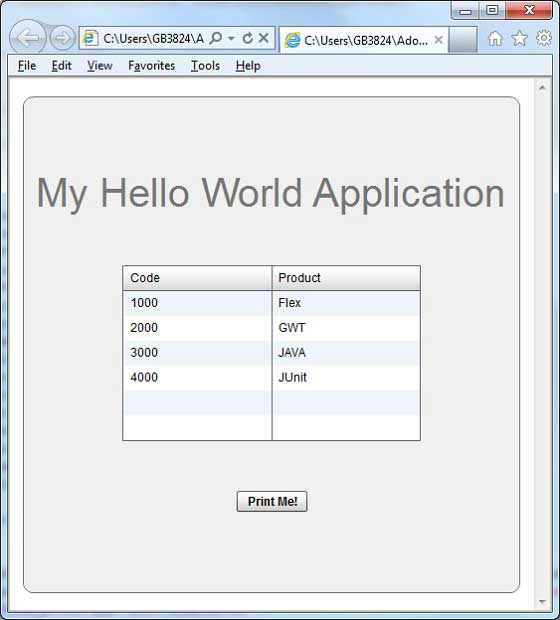 C:\Users\GB3824\A
C:\Users\GB3824\Ado...
File Edit View Favorites Tools Help
My Hello World Application
Code Product
1000 Flex
2000 GWT
3000 JAVA
4000 JUnit
Print Me!